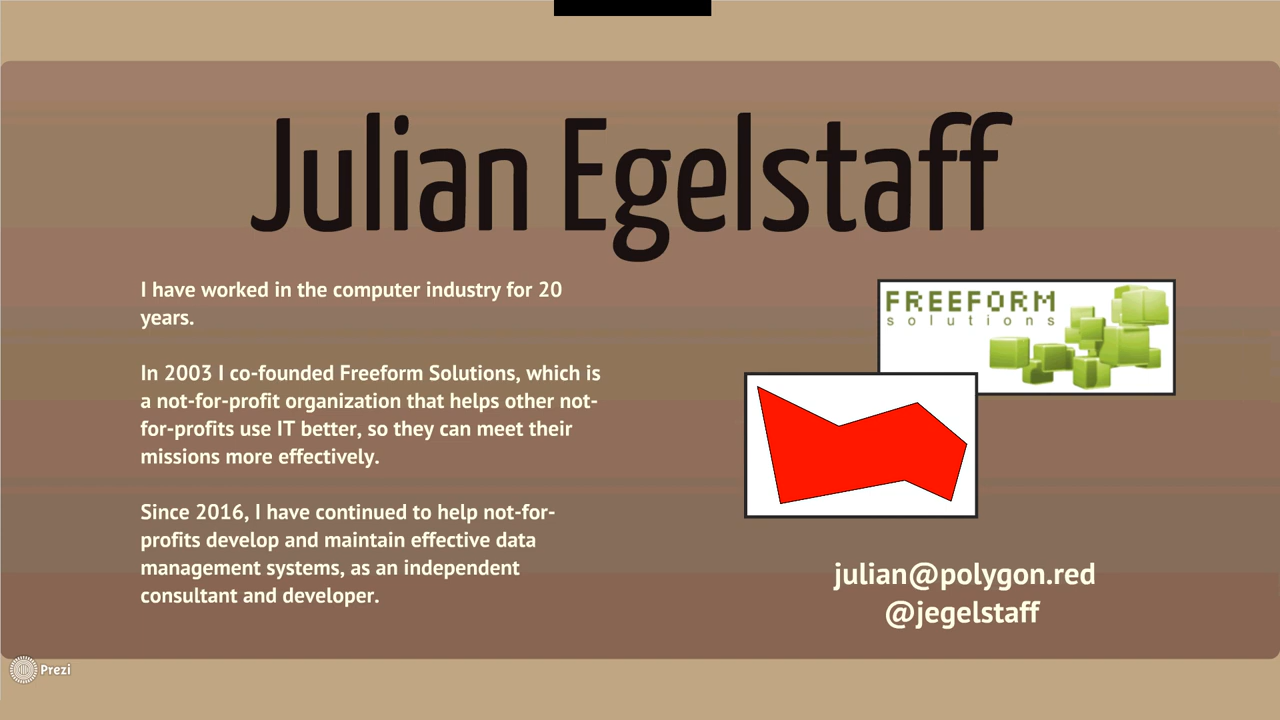 Julian Egelstaff
I have worked in the computer industry for 20
years.
In 2003 I co-founded Freeform Solutions, which is
a not-for-profit organization that helps other not-
for-profits use IT better, so they can meet their
missions more effectively.
Since 2016, I have continued to help not-for-
profits develop and maintain effective data
management systems, as an independent
consultant and developer.
FREEFORM
solutions
julian@polygon.red
@jegelstaff
Prezi